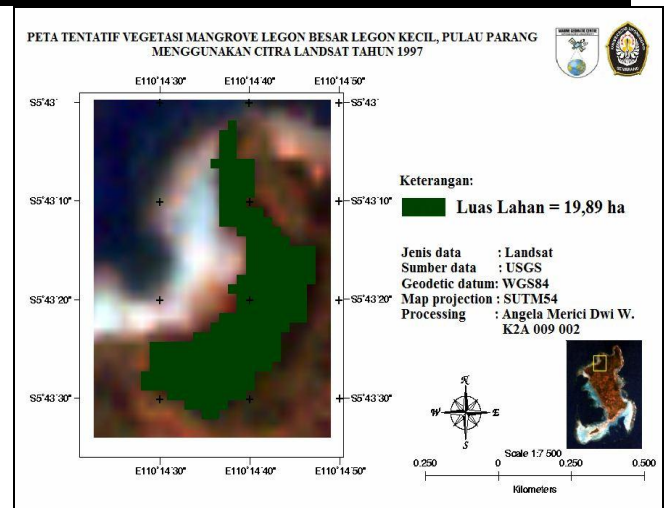 PETA TENTATIF VEGETASI MANGROVE LEGON BESAR LEGON KECIL, PULAU PARANG
MENGGUNAKAN CITRA LANDSAT TAHUN 1997
E110°14'30" E110°14'40" E110°14'50"
S5°43' S5°43'
S5°43'10" S5°43'10"
S5°43'20" S5°43'20"
S5°43'30" S5°43'30"
E110°14'30" E110°14'40" E110°14'50"
Keterangan:
Luas Lahan = 19,89 ha
Jenis data : Landsat
Sumber data : USGS
Geodetic datum: WGS84
Map projection : SUTM54
Processing : Angela Merici Dwi W.
K2A 009 002
N
W E
S
Scale 1:7 500
0.250 0 0.250 0.500
Kilometers